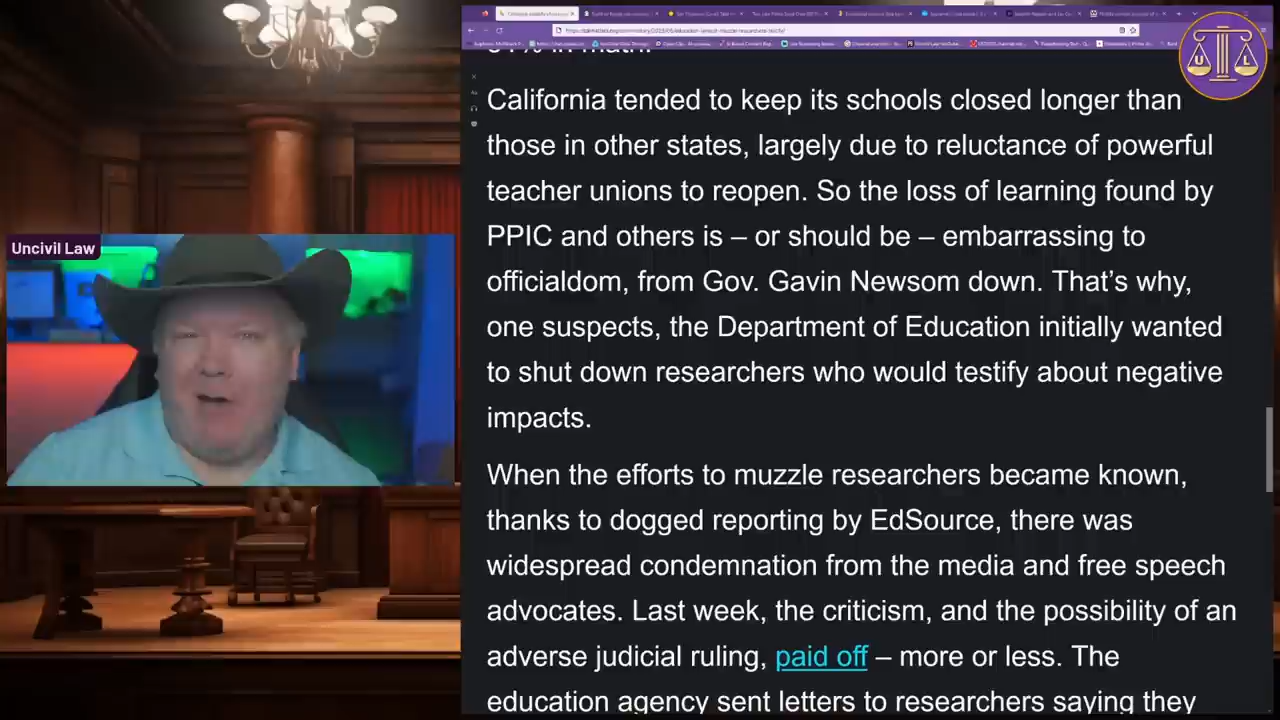 Uncivil Law
U L
California tended to keep its schools closed longer than
those in other states, largely due to reluctance of powerful
teacher unions to reopen. So the loss of learning found by
PPIC and others is – or should be – embarrassing to
officialdom, from Gov. Gavin Newsom down. That’s why,
one suspects, the Department of Education initially wanted
to shut down researchers who would testify about negative
impacts.
When the efforts to muzzle researchers became known,
thanks to dogged reporting by EdSource, there was
widespread condemnation from the media and free speech
advocates. Last week, the criticism, and the possibility of an
adverse judicial ruling, paid off – more or less. The
education agency sent letters to researchers saying they